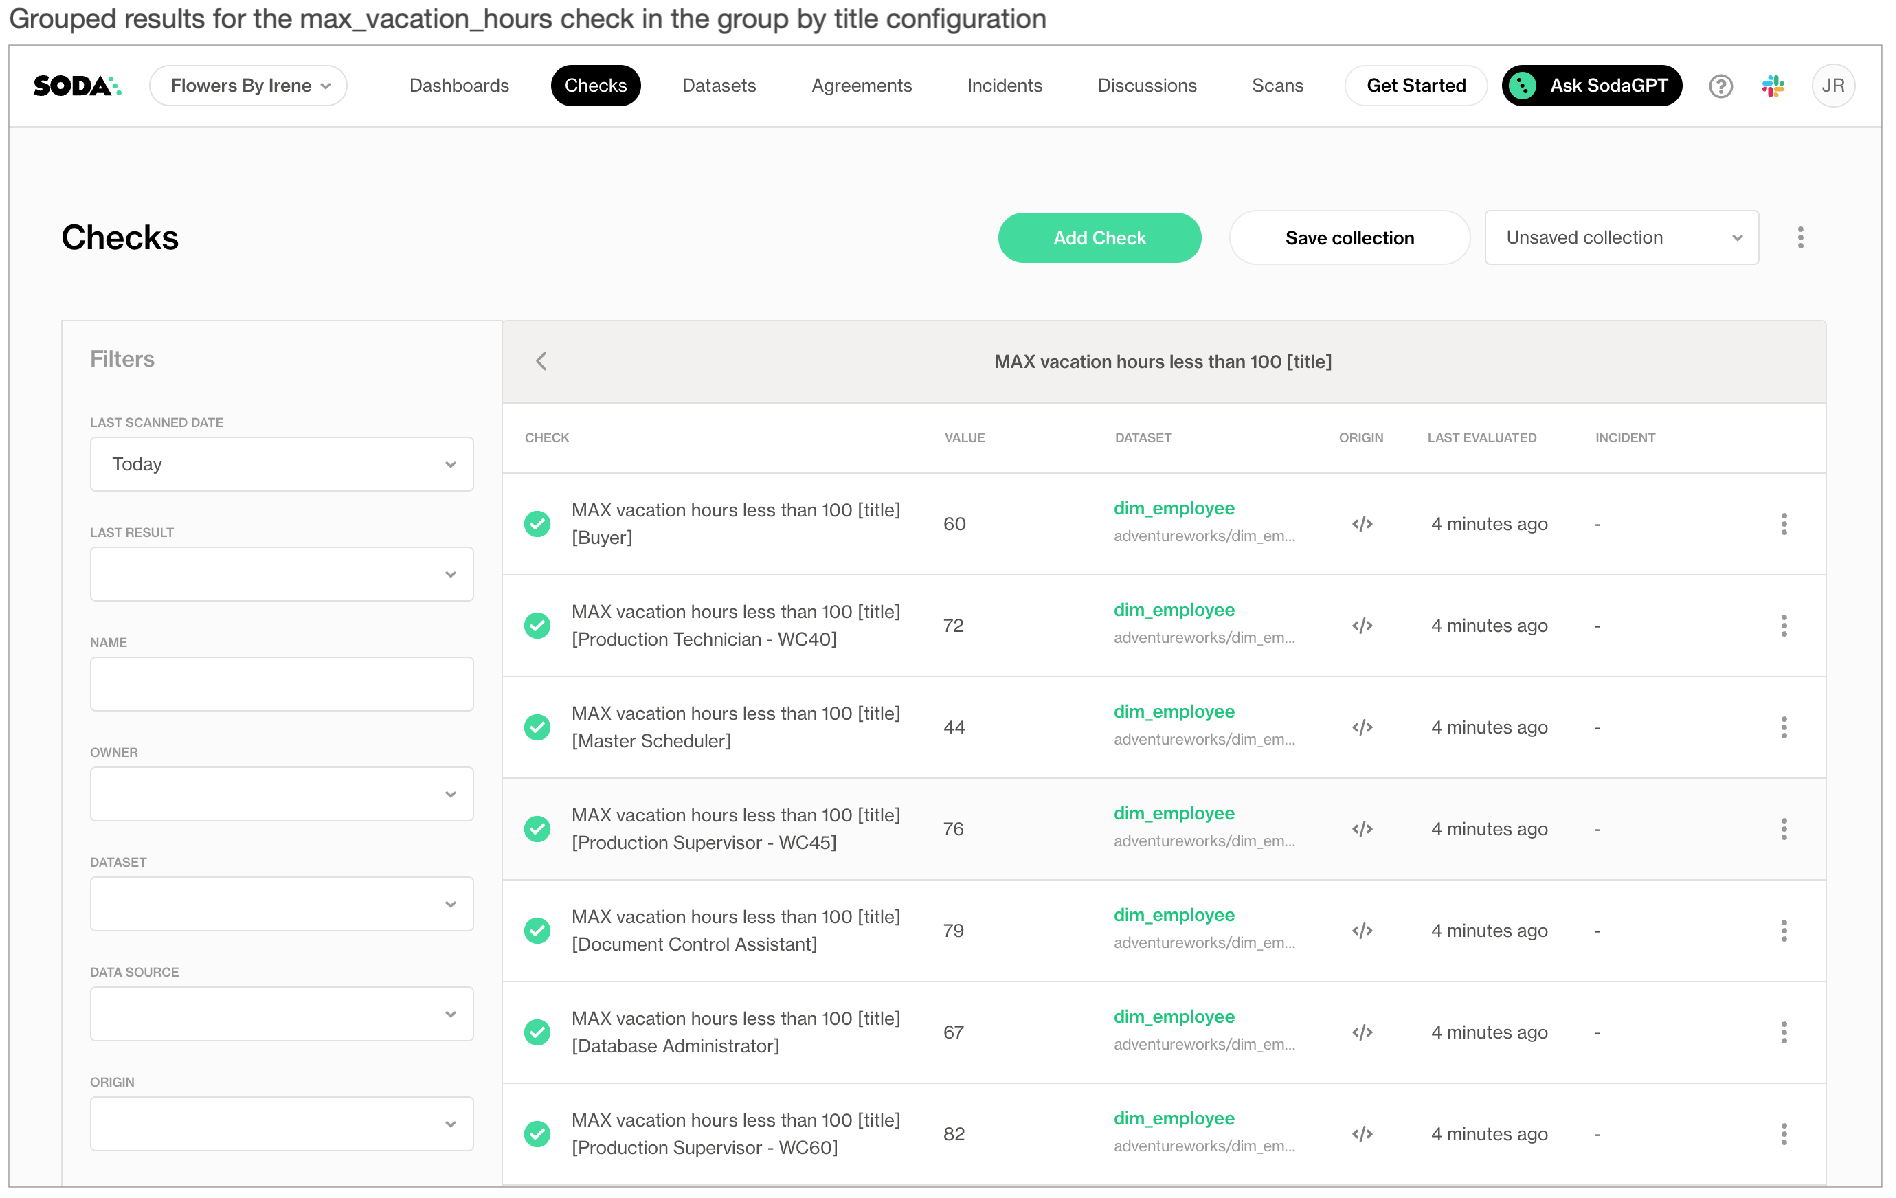 Grouped results for the max_vacation_hours check in the group by title configuration
SODA
Flowers By Irene
Dashboards
Checks
Datasets
Agreements
Incidents
Discussions
Scans
Get Started
Ask SodaGPT
?
JR
Checks
Add Check
Save collection
Unsaved collection
Filters
LAST SCANNED DATE
Today
LAST RESULT
NAME
OWNER
DATASET
DATA SOURCE
ORIGIN
MAX vacation hours less than 100 [title]
CHECK VALUE DATASET ORIGIN LAST EVALUATED INCIDENT
MAX vacation hours less than 100 [title]
[Buyer]
60
dim_employee
adventureworks/dim_em...
</>
4 minutes ago
-
MAX vacation hours less than 100 [title]
[Production Technician - WC40]
72
dim_employee
adventureworks/dim_em...
</>
4 minutes ago
-
MAX vacation hours less than 100 [title]
[Master Scheduler]
44
dim_employee
adventureworks/dim_em...
</>
4 minutes ago
-
MAX vacation hours less than 100 [title]
[Production Supervisor - WC45]
76
dim_employee
adventureworks/dim_em...
</>
4 minutes ago
-
MAX vacation hours less than 100 [title]
[Document Control Assistant]
79
dim_employee
adventureworks/dim_em...
</>
4 minutes ago
-
MAX vacation hours less than 100 [title]
[Database Administrator]
67
dim_employee
adventureworks/dim_em...
</>
4 minutes ago
-
MAX vacation hours less than 100 [title]
[Production Supervisor - WC60]
82
dim_employee
adventureworks/dim_em...
</>
4 minutes ago
-